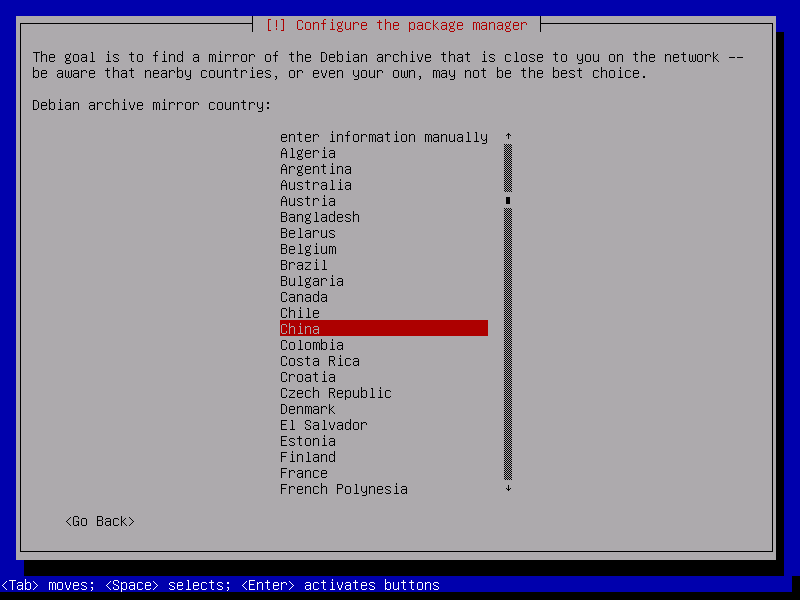 [!] Configure the package manager
The goal is to find a mirror of the Debian archive that is close to you on the network --
be aware that nearby countries, or even your own, may not be the best choice.
Debian archive mirror country:
enter information manually ↑
Algeria
Argentina
Australia
Austria
Bangladesh
Belarus
Belgium
Brazil
Bulgaria
Canada
Chile
China
Colombia
Costa Rica
Croatia
Czech Republic
Denmark
El Salvador
Estonia
Finland
France
French Polynesia ↓
<Go Back>
<Tab> moves; <Space> selects; <Enter> activates buttons